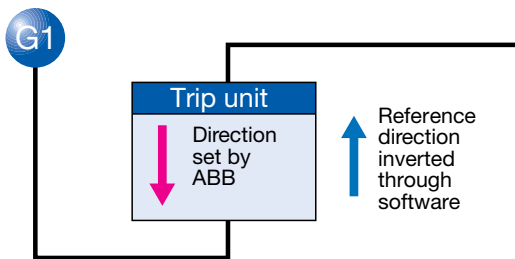 G1
Trip unit
Direction
set by
ABB
Reference
direction
inverted
through
software